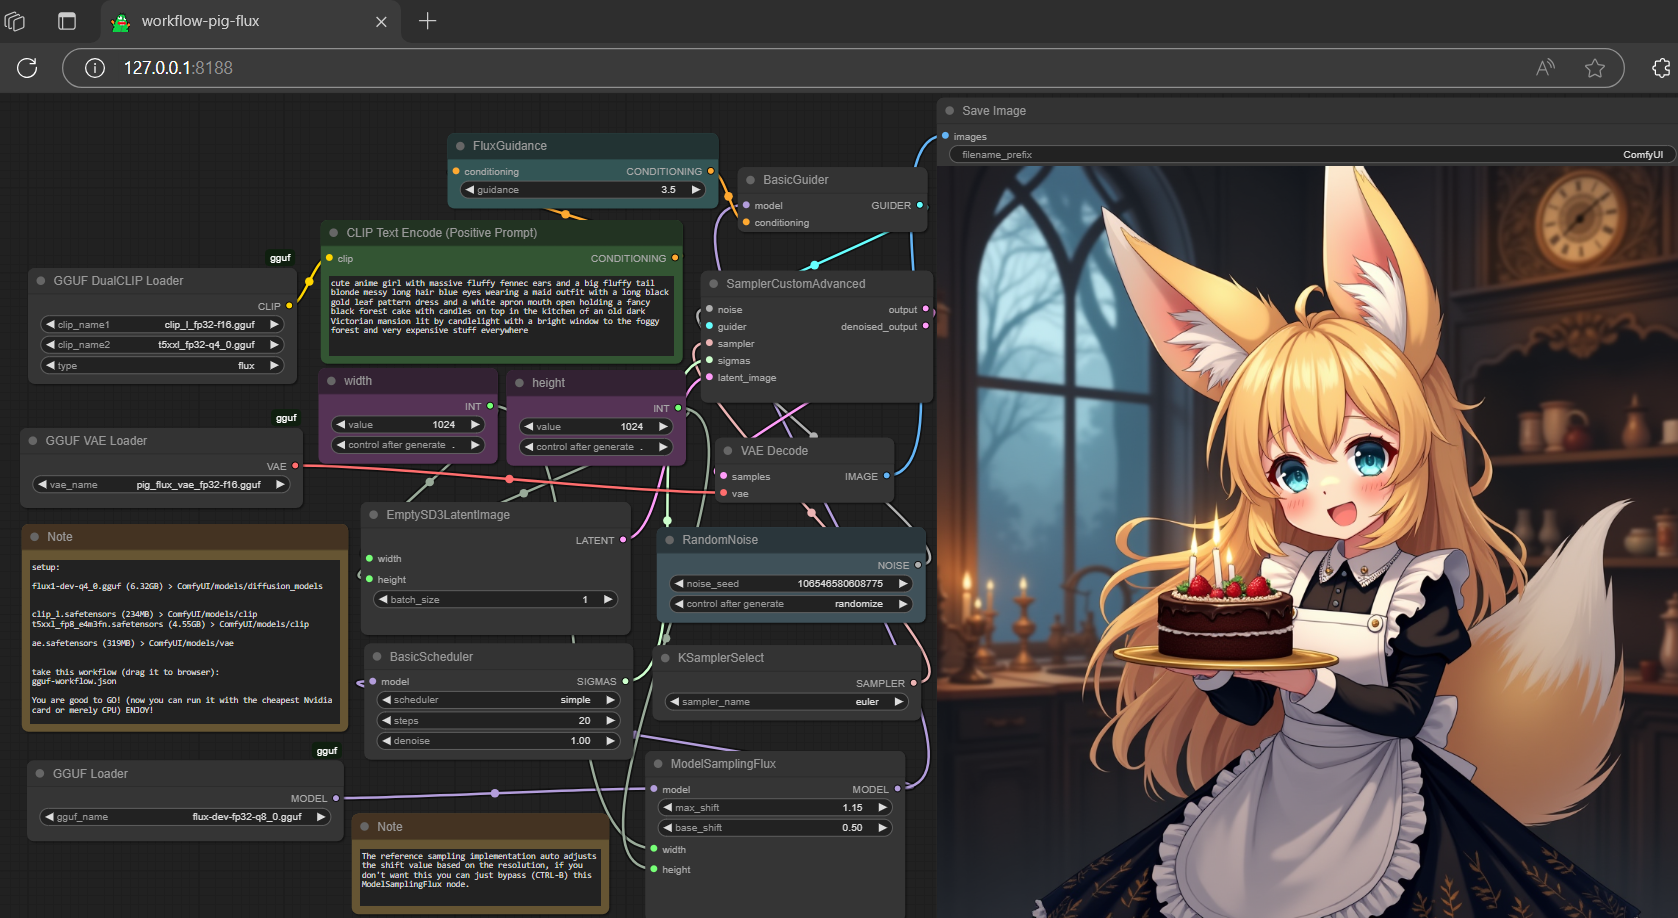 workflow-pig-flux
127.0.0.1:8188
Save Image
images
filename_prefix ComfyUI
FluxGuidance
conditioning CONDITIONING
guidance 3.5
BasicGuider
model GUIDER
conditioning
CLIP Text Encode (Positive Prompt)
clip CONDITIONING
cute anime girl with massive fluffy fennec ears and a big fluffy tail
blonde messy long hair blue eyes wearing a maid outfit with a long black
gold leaf pattern dress and a white apron mouth open holding a fancy
black forest cake with candles on top in the kitchen of an old dark
Victorian mansion lit by candlelight with a bright window to the foggy
forest and very expensive stuff everywhere
gguf
GGUF DualCLIP Loader
CLIP
clip_name1 clip_l_fp32-f16.gguf
clip_name2 t5xxl_fp32-q4_0.gguf
type flux
SamplerCustomAdvanced
noise output
guider denoised_output
sampler
sigmas
latent_image
width
INT
value 1024
control after generate .
height
INT
value 1024
control after generate .
gguf
GGUF VAE Loader
VAE
vae_name pig_flux_vae_fp32-f16.gguf
VAE Decode
samples IMAGE
vae
EmptySD3LatentImage
LATENT
width
height
batch_size 1
RandomNoise
NOISE
noise_seed 106546580608775
control after generate randomize
Note
setup:
flux1-dev-q4_0.gguf (6.32GB) > ComfyUI/models/diffusion_models
clip_l.safetensors (234MB) > ComfyUI/models/clip
t5xxl_fp8_e4m3fn.safetensors (4.55GB) > ComfyUI/models/clip
ae.safetensors (319MB) > ComfyUI/models/vae
take this workflow (drag it to browser):
gguf-workflow.json
You are good to GO! (now you can run it with the cheapest Nvidia
card or merely CPU) ENJOY!
BasicScheduler
model SIGMAS
scheduler simple
steps 20
denoise 1.00
KSamplerSelect
SAMPLER
sampler_name euler
gguf
GGUF Loader
MODEL
gguf_name flux-dev-fp32-q8_0.gguf
Note
The reference sampling implementation auto adjusts
the shift value based on the resolution, if you
don't want this you can just bypass (CTRL-B) this
ModelSamplingFlux node.
ModelSamplingFlux
model MODEL
max_shift 1.15
base_shift 0.50
width
height